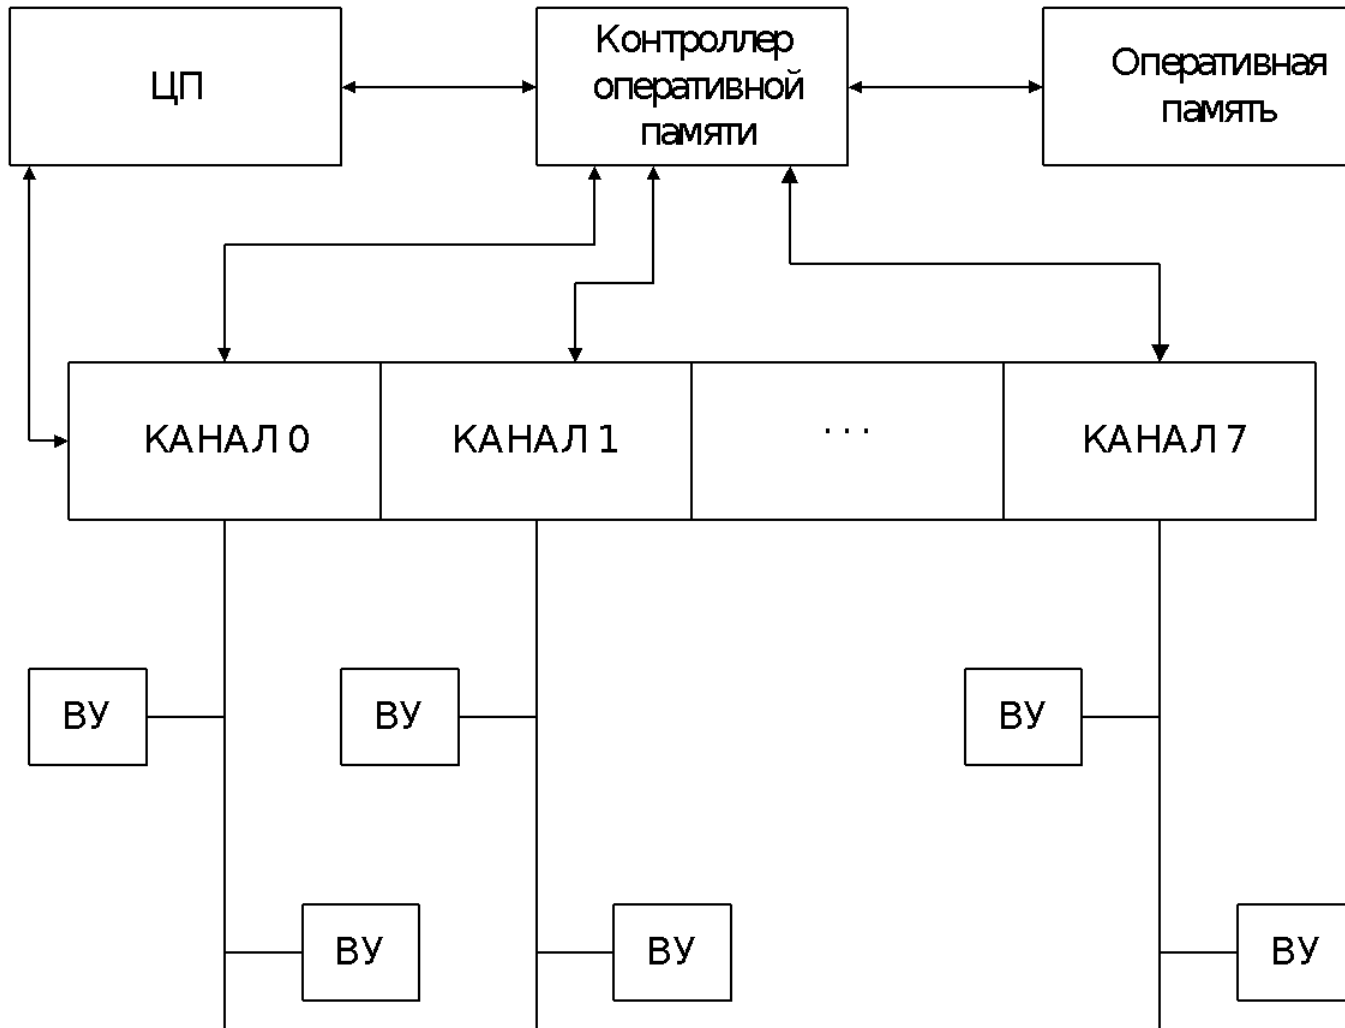 ЦП
Контроллер
оперативной
памяти
Оперативная
память
КАНАЛ 0
КАНАЛ 1
...
КАНАЛ 7
ВУ
ВУ
ВУ
ВУ
ВУ
ВУ